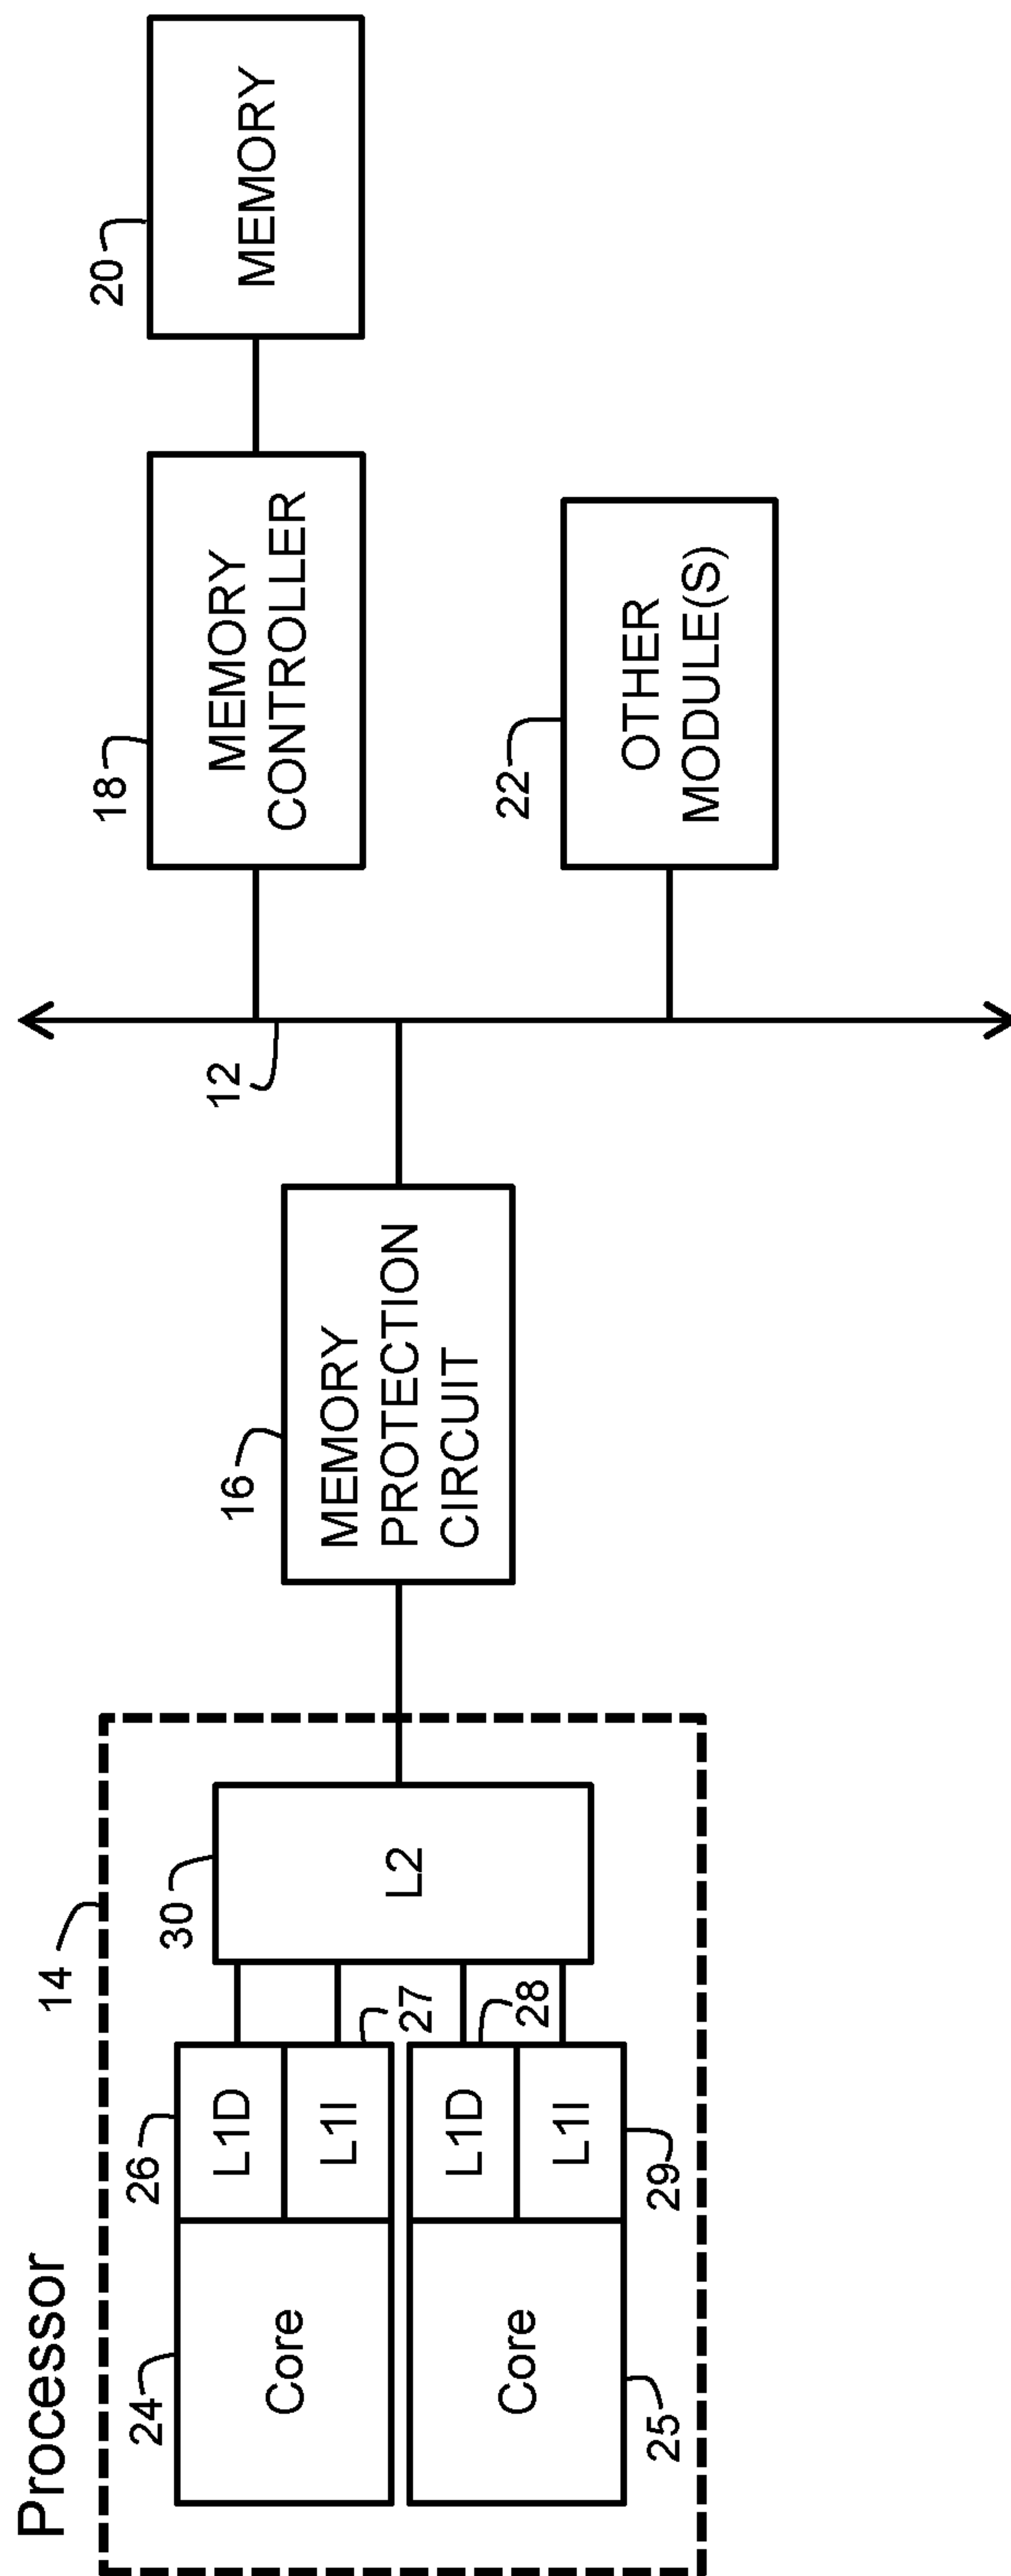 Processor
14
24
Core
26
L1D
L1I
27
25
Core
L1D
28
L1I
29
30
L2
16
MEMORY
PROTECTION
CIRCUIT
12
18
MEMORY
CONTROLLER
20
MEMORY
22
OTHER
MODULE(S)